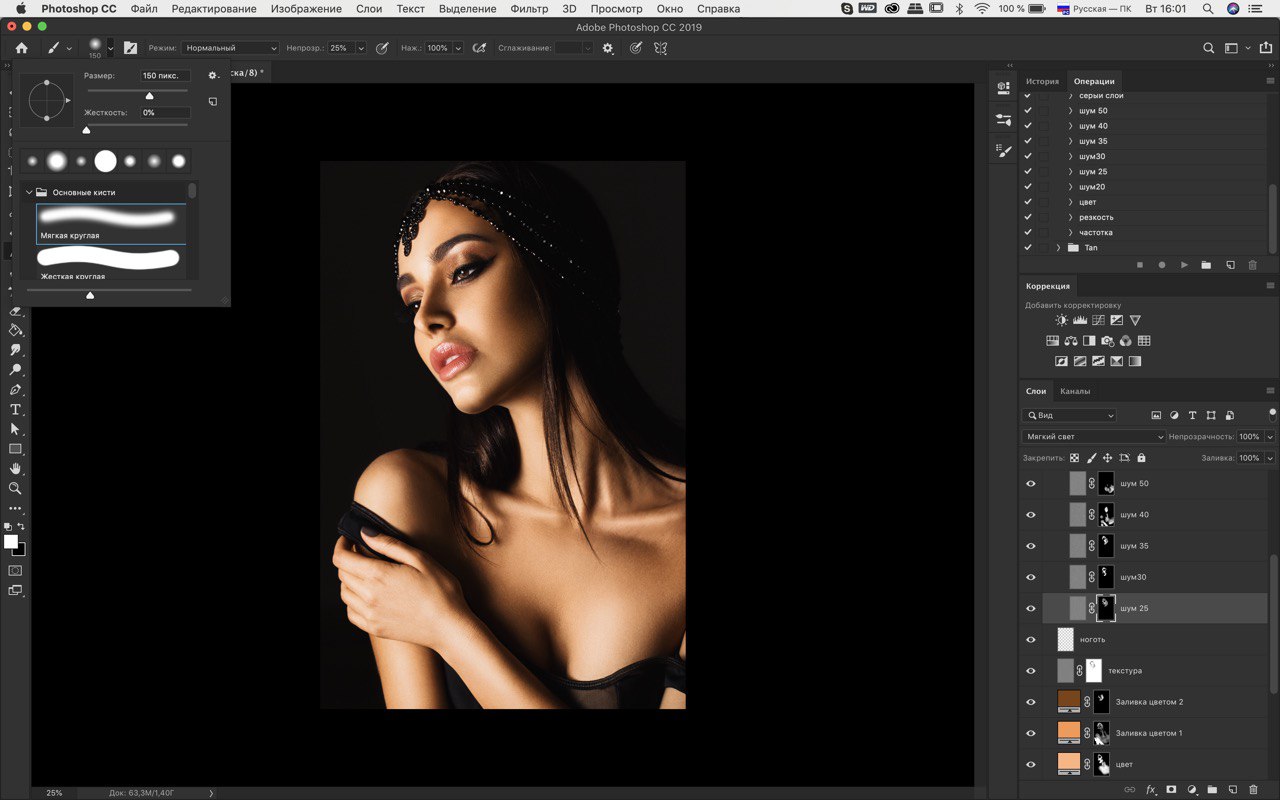 Photoshop CC Файл Редактирование Изображение Слои Текст Выделение Фильтр 3D Просмотр Окно Справка 100 % Русская — ПК Вт 16:01
Adobe Photoshop CC 2019
150 Режим: Нормальный Непрозр.: 25% Наж.: 100% Сглаживание:
ска/8) *
Размер: 150 пикс.
Жесткость: 0%
Основные кисти
Мягкая круглая
Жесткая круглая
История Операции
серый слой
шум 50
шум 40
шум 35
шум30
шум 25
шум20
цвет
резкость
частотка
Tan
Коррекция
Добавить корректировку
Слои Каналы
Вид
Мягкий свет Непрозрачность: 100%
Закрепить: Заливка: 100%
шум 50
шум 40
шум 35
шум30
шум 25
ноготь
текстура
Заливка цветом 2
Заливка цветом 1
цвет
fx
25% Док: 63,3M/1,40Г